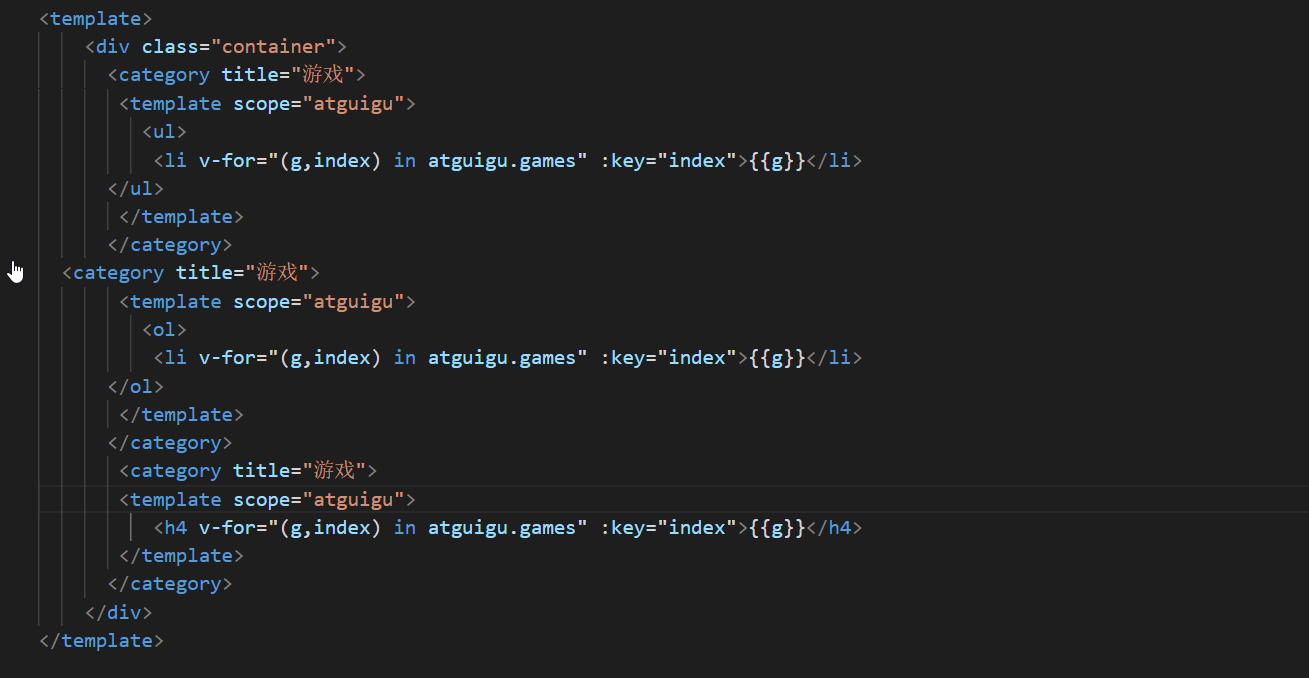 <template>
<div class="container">
<category title="游戏">
<template scope="atguigu">
<ul>
<li v-for="(g,index) in atguigu.games" :key="index">{{g}}</li>
</ul>
</template>
</category>
<category title="游戏">
<template scope="atguigu">
<ol>
<li v-for="(g,index) in atguigu.games" :key="index">{{g}}</li>
</ol>
</template>
</category>
<category title="游戏">
<template scope="atguigu">
<h4 v-for="(g,index) in atguigu.games" :key="index">{{g}}</h4>
</template>
</category>
</div>
</template>